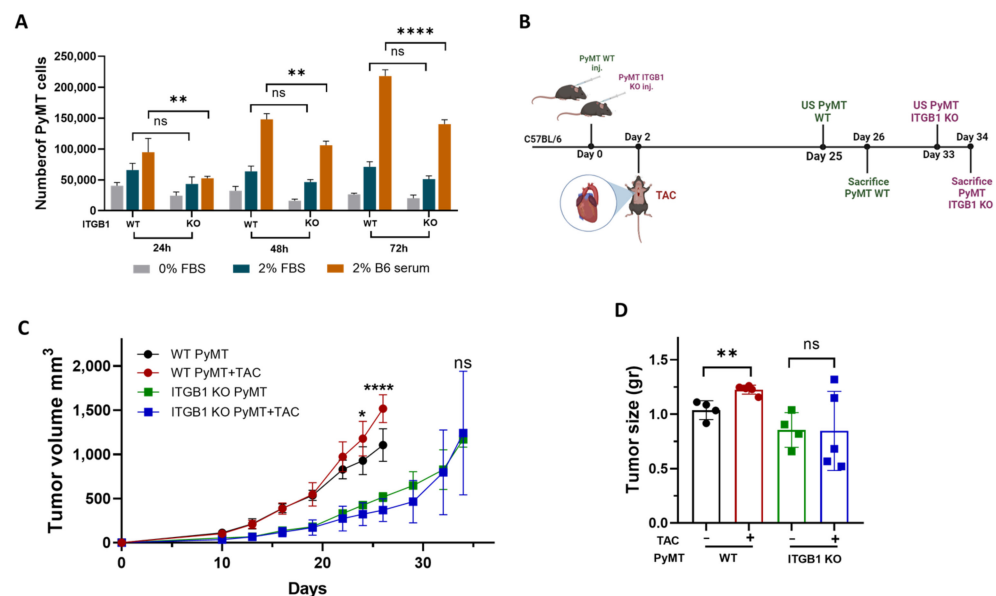 A
Numberof PyMT cells
250,000
200,000
150,000
100,000
50,000
0
**
ns
**
ns
****
ns
ITGB1 WT KO WT KO WT KO
24h 48h 72h
0% FBS 2% FBS 2% B6 serum
B
PyMT WT
inj.
PyMT ITGB1
KO inj.
C57BL/6
Day 0
Day 2
TAC
US PyMT
WT
Day 25
Day 26
Sacrifice
PyMT WT
US PyMT
ITGB1 KO
Day
33
Day 34
Sacrifice
PyMT
ITGB1 KO
C
Tumor volume mm3
2,000
1,500
1,000
500
0
WT PyMT
WT PyMT+TAC
ITGB1 KO PyMT
ITGB1 KO PyMT+TAC
*
****
ns
0 10 20 30
Days
D
Tumor size (gr)
1.5
1.0
0.5
0.0
**
ns
TAC - + - +
PyMT WT ITGB1 KO